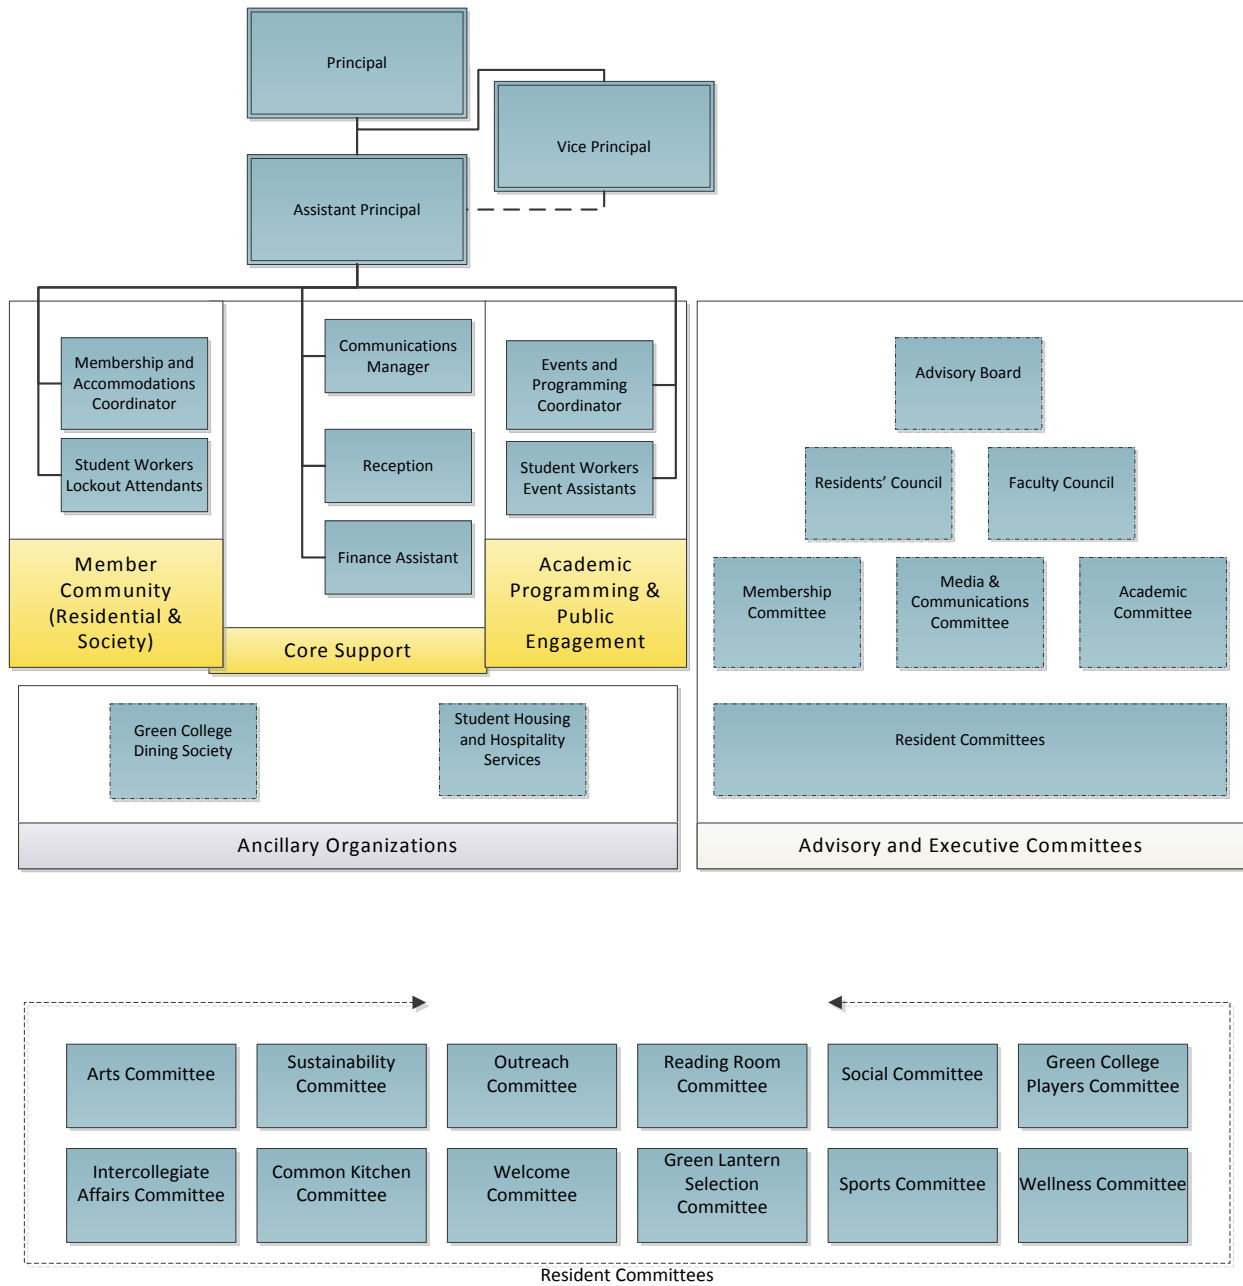 Principal
Vice Principal
Assistant Principal
Membership and
Accommodations
Coordinator
Student Workers
Lockout Attendants
Member
Community
(Residential &
Society)
Communications
Manager
Reception
Finance Assistant
Core Support
Events and
Programming
Coordinator
Student Workers
Event Assistants
Academic
Programming &
Public
Engagement
Advisory Board
Residents’ Council
Faculty Council
Membership
Committee
Media &
Communications
Committee
Academic
Committee
Resident Committees
Advisory and Executive Committees
Green College
Dining Society
Student Housing
and Hospitality
Services
Ancillary Organizations
Arts Committee
Sustainability
Committee
Outreach
Committee
Reading Room
Committee
Social Committee
Green College
Players Committee
Intercollegiate
Affairs Committee
Common Kitchen
Committee
Welcome
Committee
Green Lantern
Selection
Committee
Sports Committee
Wellness Committee
Resident Committees